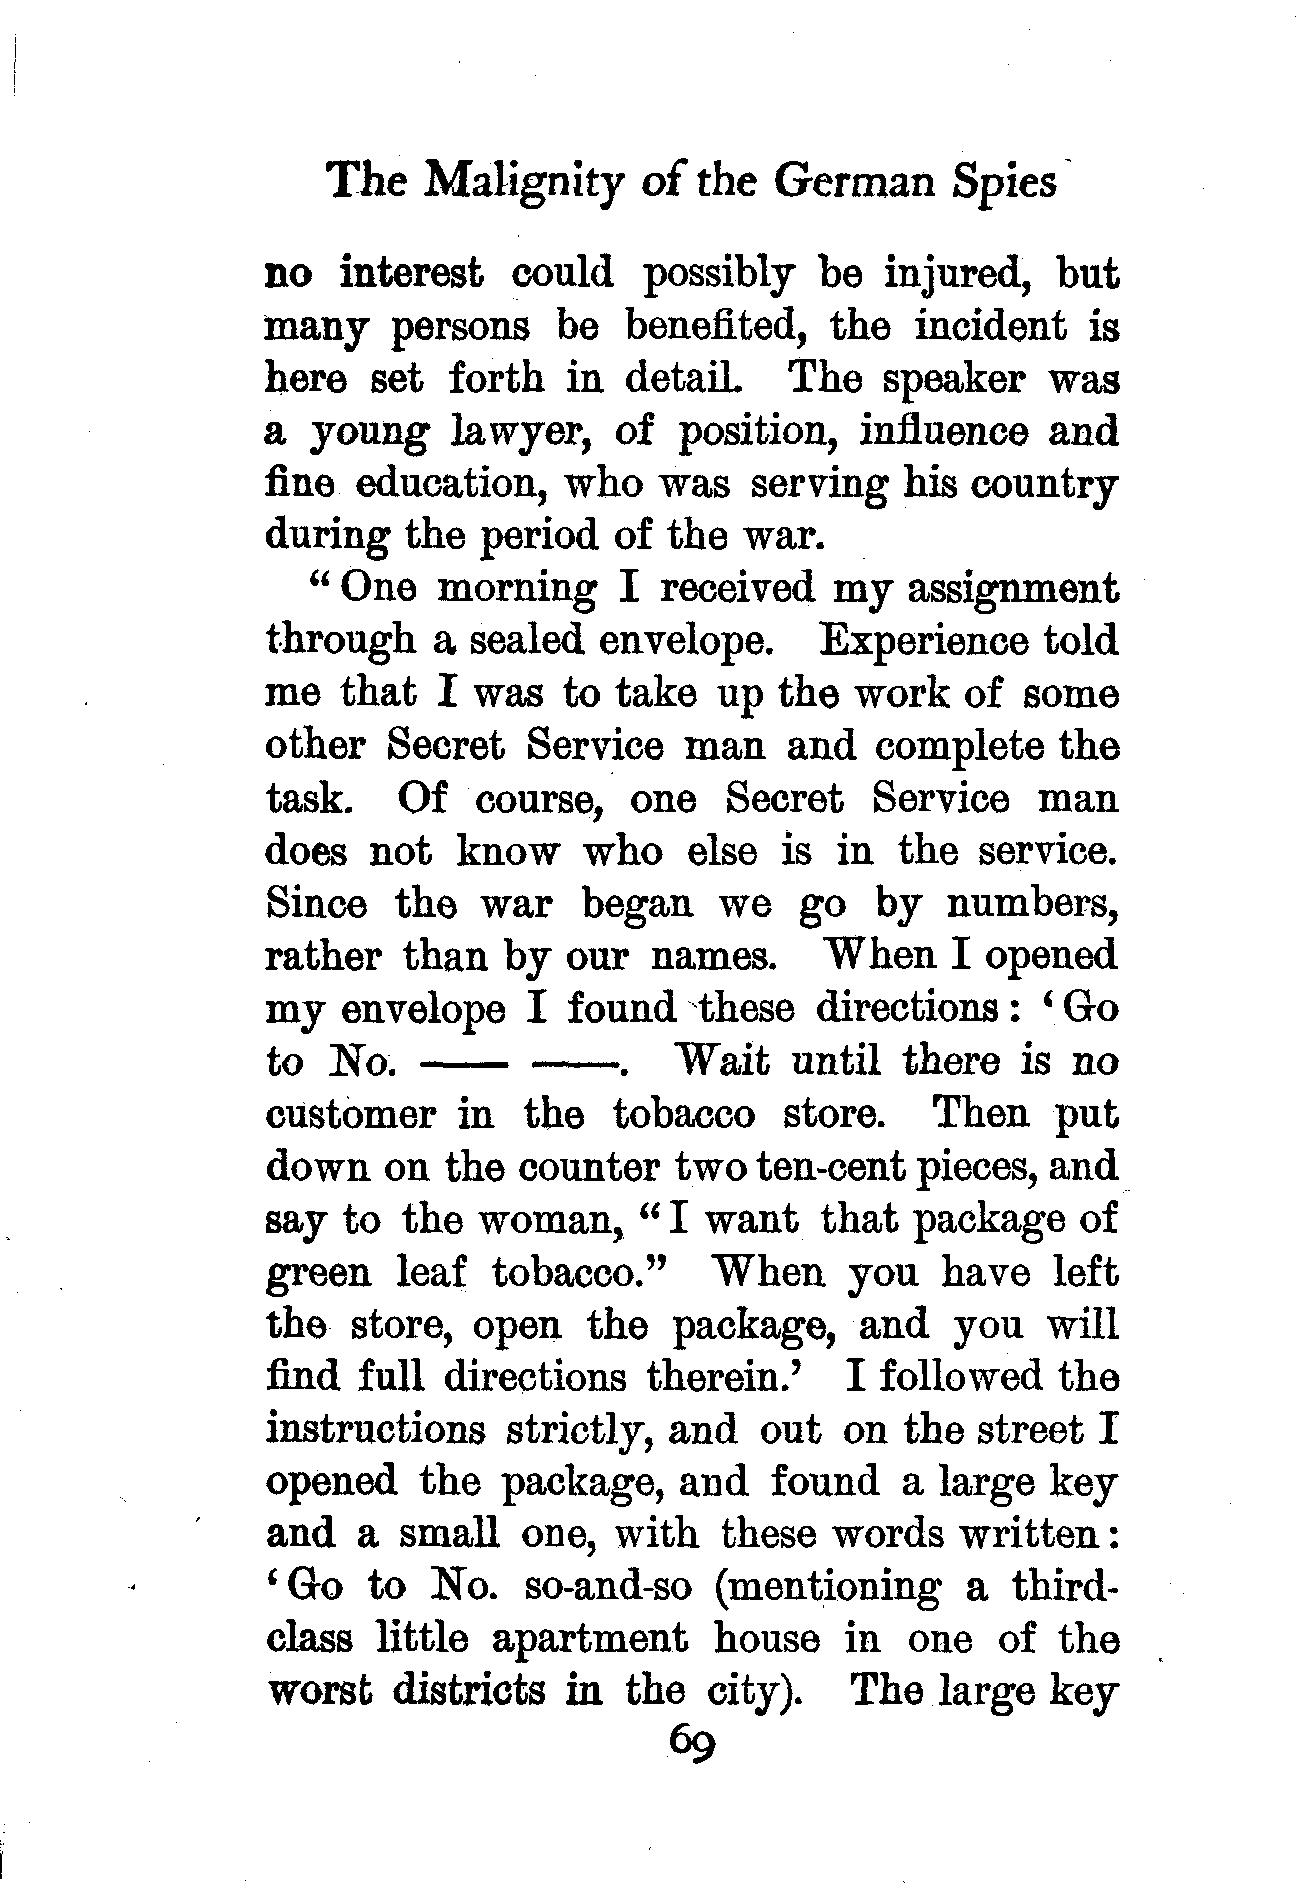 The Malignity of the German Spies
no interest could possibly be injured, but
many persons be benefited, the incident is
here set forth in detail. The speaker was
a young lawyer, of position, influence and
fine education, who was serving his country
during the period of the war.
“One morning I received my assignment
through a sealed envelope. Experience told
me that I was to take up the work of some
other Secret Service man and complete the
task. Of course, one Secret Service man
does not know who else is in the service.
Since the war began we go by numbers,
rather than by our names. When I opened
my envelope I found these directions: ‘Go
to No. —— ——. Wait until there is no
customer in the tobacco store. Then put
down on the counter two ten-cent pieces, and
say to the woman, “I want that package of
green leaf tobacco.” When you have left
the store, open the package, and you will
find full directions therein.’ I followed the
instructions strictly, and out on the street I
opened the package, and found a large key
and a small one, with these words written:
‘Go to No. so-and-so (mentioning a third-
class little apartment house in one of the
worst districts in the city). The large key
69